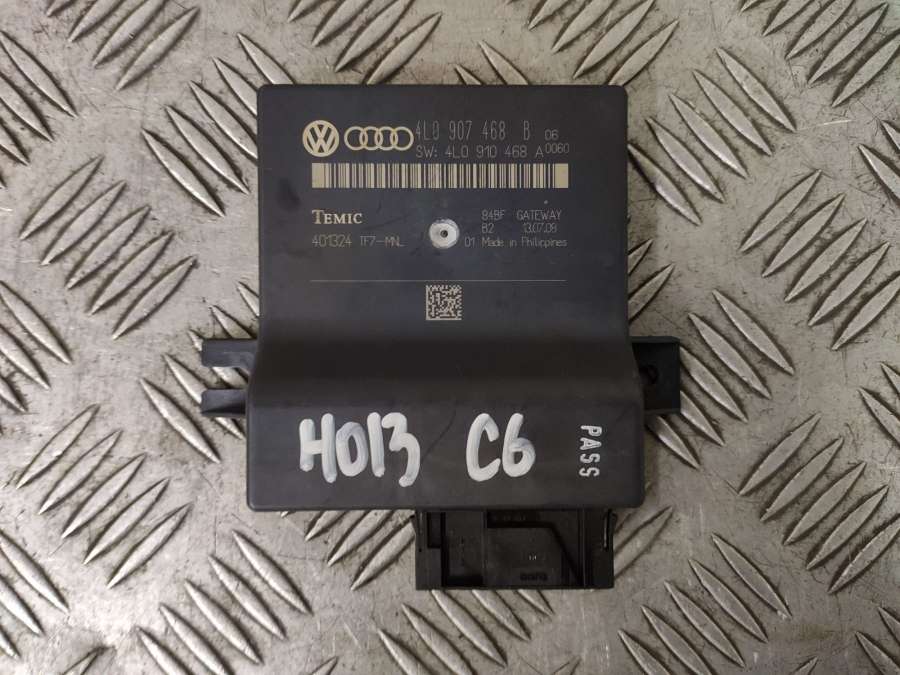 4L0 907 468 B 06
SW: 4L0 910 468 A 0060
TEMIC
84BF GATEWAY
B2 13.07.08
401324 TF7-MNL 01 Made in Philippines
H013 C6
PASS